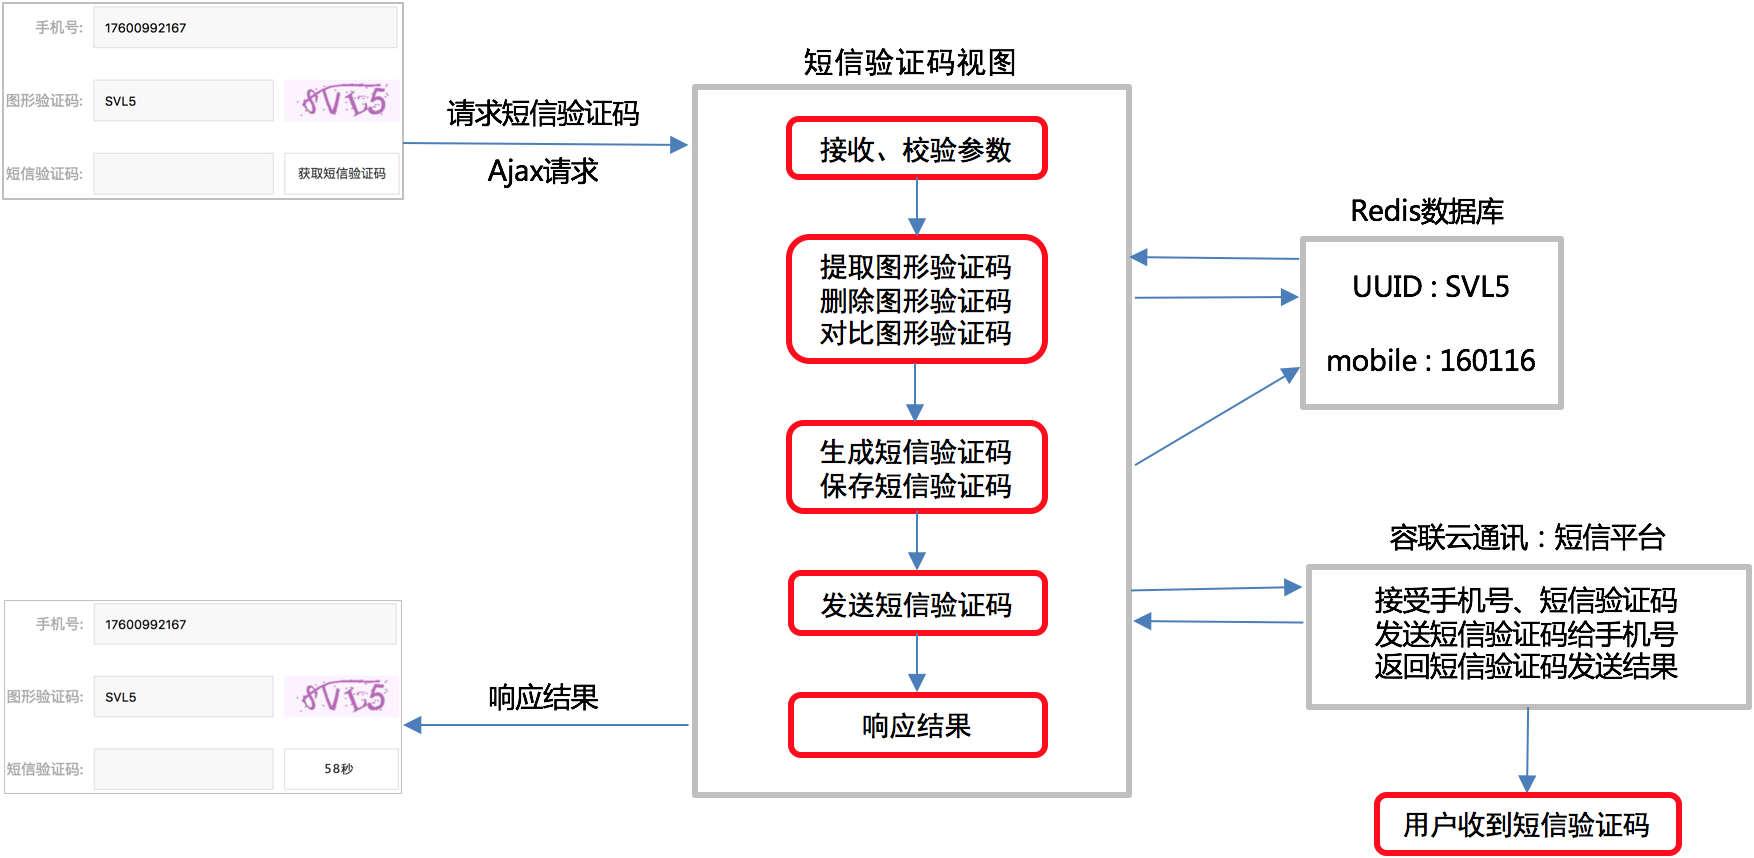 手机号: 17600992167
图形验证码: SVL5 SVL5
短信验证码: 获取短信验证码
请求短信验证码
Ajax请求
短信验证码视图
接收、校验参数
提取图形验证码
删除图形验证码
对比图形验证码
生成短信验证码
保存短信验证码
发送短信验证码
响应结果
Redis数据库
UUID : SVL5
mobile : 160116
容联云通讯：短信平台
接受手机号、短信验证码
发送短信验证码给手机号
返回短信验证码发送结果
用户收到短信验证码
响应结果
手机号: 17600992167
图形验证码: SVL5 SVL5
短信验证码: 58秒